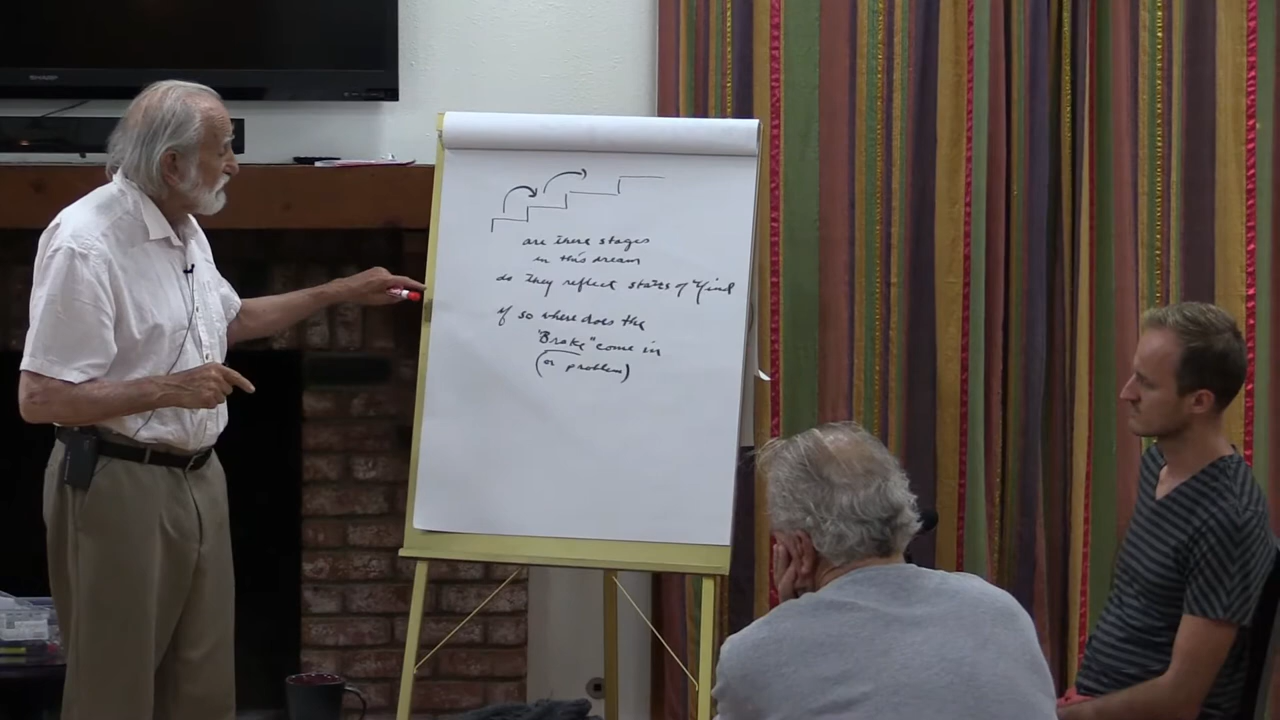 SHARP
are there stages
in this dream
do they reflect states of mind
if so where does the
"Brake" come in
(or problem)